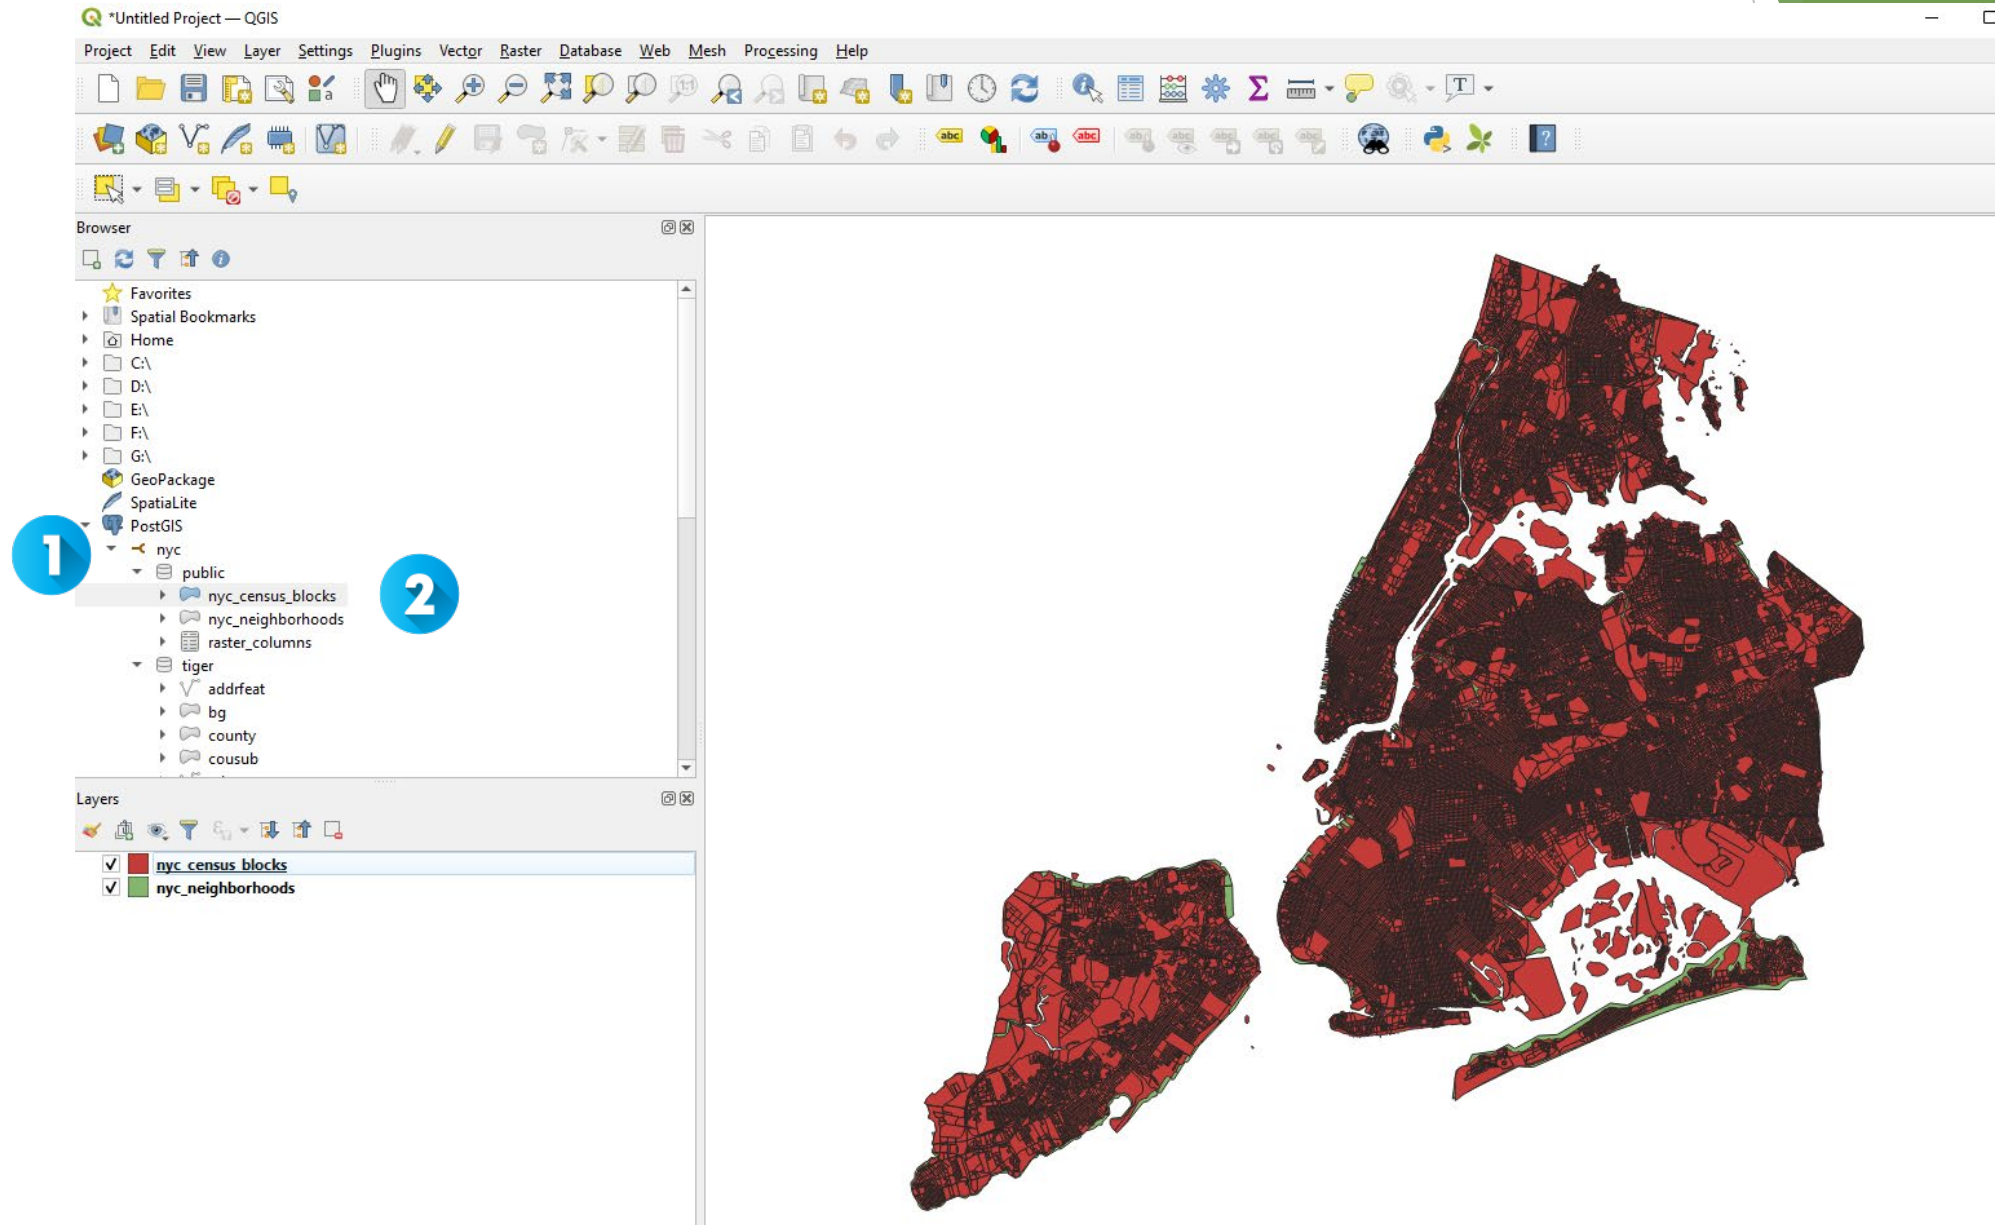 *Untitled Project — QGIS
Project Edit View Layer Settings Plugins Vector Raster Database Web Mesh Processing Help
Browser
Favorites
Spatial Bookmarks
Home
C:\
D:\
E:\
F:\
G:\
GeoPackage
SpatiaLite
PostGIS
1
nyc
public
nyc_census_blocks
2
nyc_neighborhoods
raster_columns
tiger
addrfeat
bg
county
cousub
Layers
nyc_census_blocks
nyc_neighborhoods